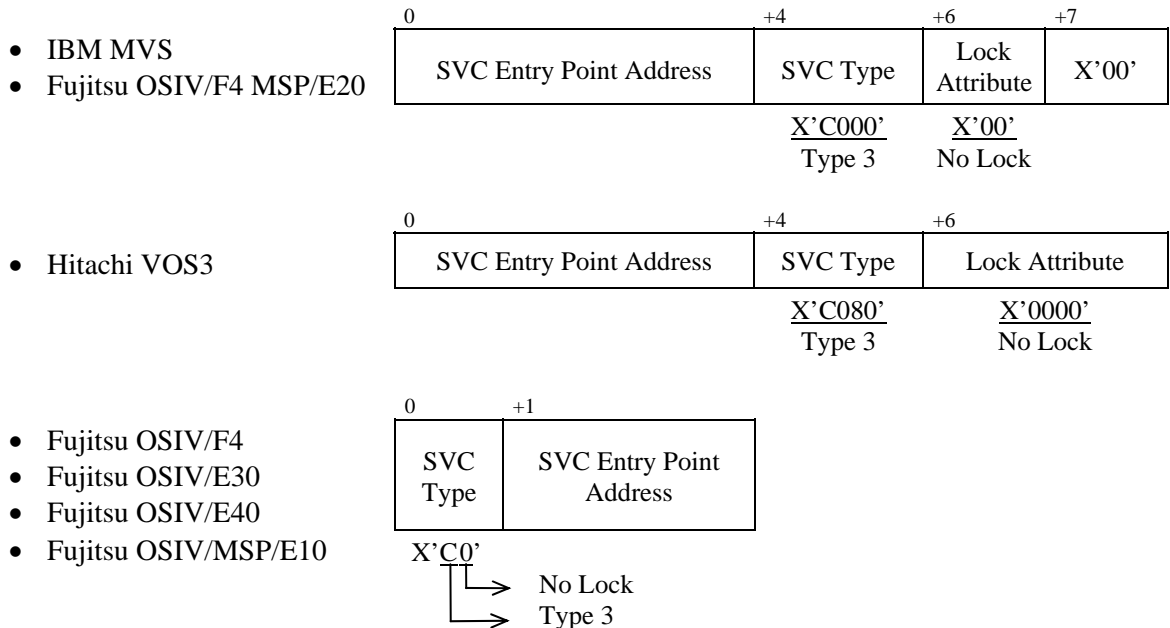 0 +4 +6 +7
• IBM MVS
• Fujitsu OSIV/F4 MSP/E20
SVC Entry Point Address SVC Type Lock Attribute X’00’
X’C000’ X’00’
Type 3 No Lock
0 +4 +6
• Hitachi VOS3
SVC Entry Point Address SVC Type Lock Attribute
X’C080’ X’0000’
Type 3 No Lock
0 +1
• Fujitsu OSIV/F4
• Fujitsu OSIV/E30
• Fujitsu OSIV/E40
• Fujitsu OSIV/MSP/E10
SVC Type
SVC Entry Point Address
X’C0’
No Lock
Type 3